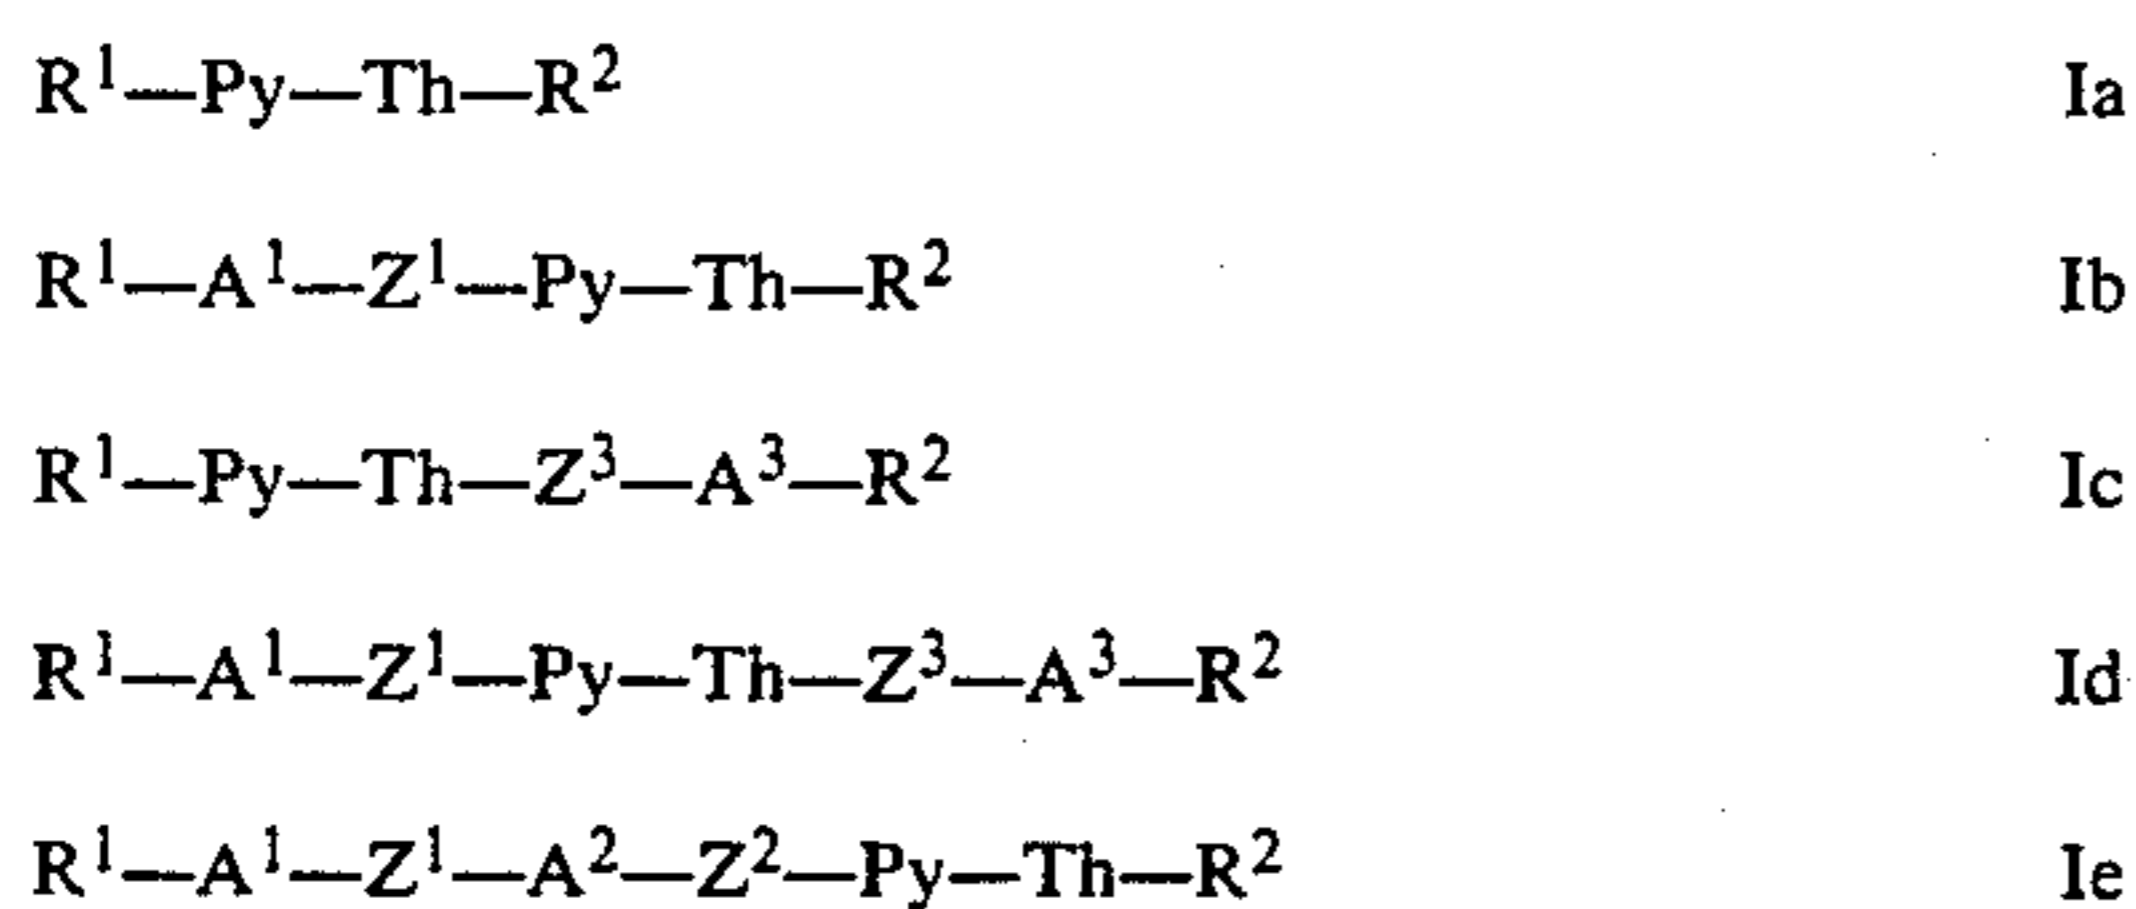 R¹—Py—Th—R² Ia
R¹—A¹—Z¹—Py—Th—R² Ib
R¹—Py—Th—Z³—A³—R² Ic
R¹—A¹—Z¹—Py—Th—Z³—A³—R² Id
R¹—A¹—Z¹—A²—Z²—Py—Th—R² Ie